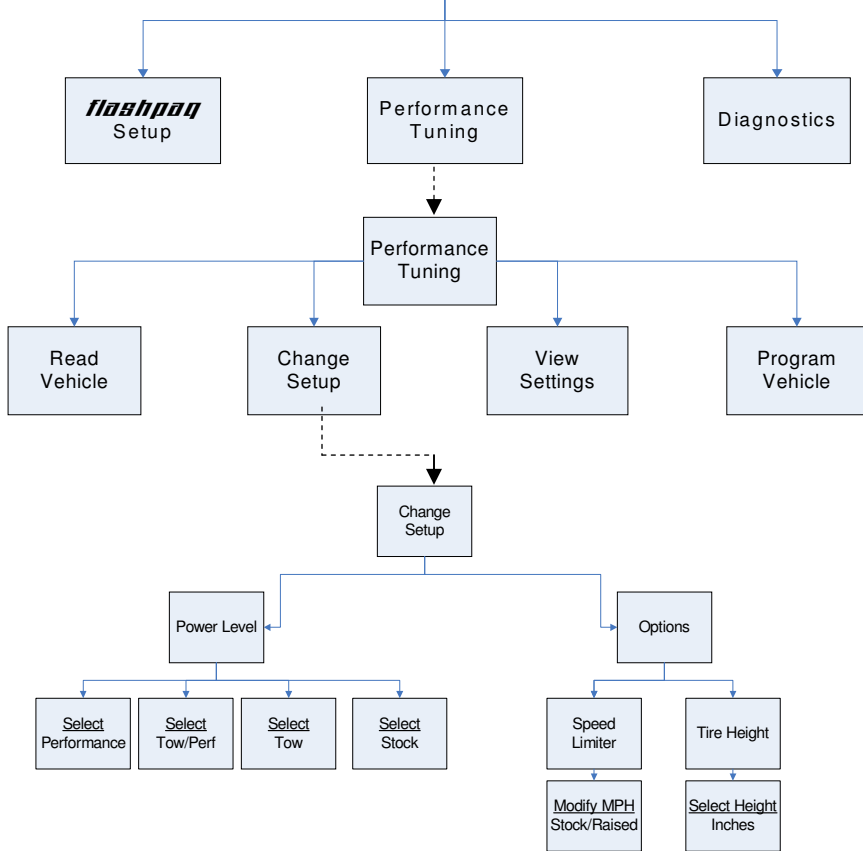 flashpaq
Setup
Performance
Tuning
Diagnostics
Performance
Tuning
Read
Vehicle
Change
Setup
View
Settings
Program
Vehicle
Change
Setup
Power Level
Options
Select
Performance
Select
Tow/Perf
Select
Tow
Select
Stock
Speed
Limiter
Tire Height
Modify MPH
Stock/Raised
Select Height
Inches